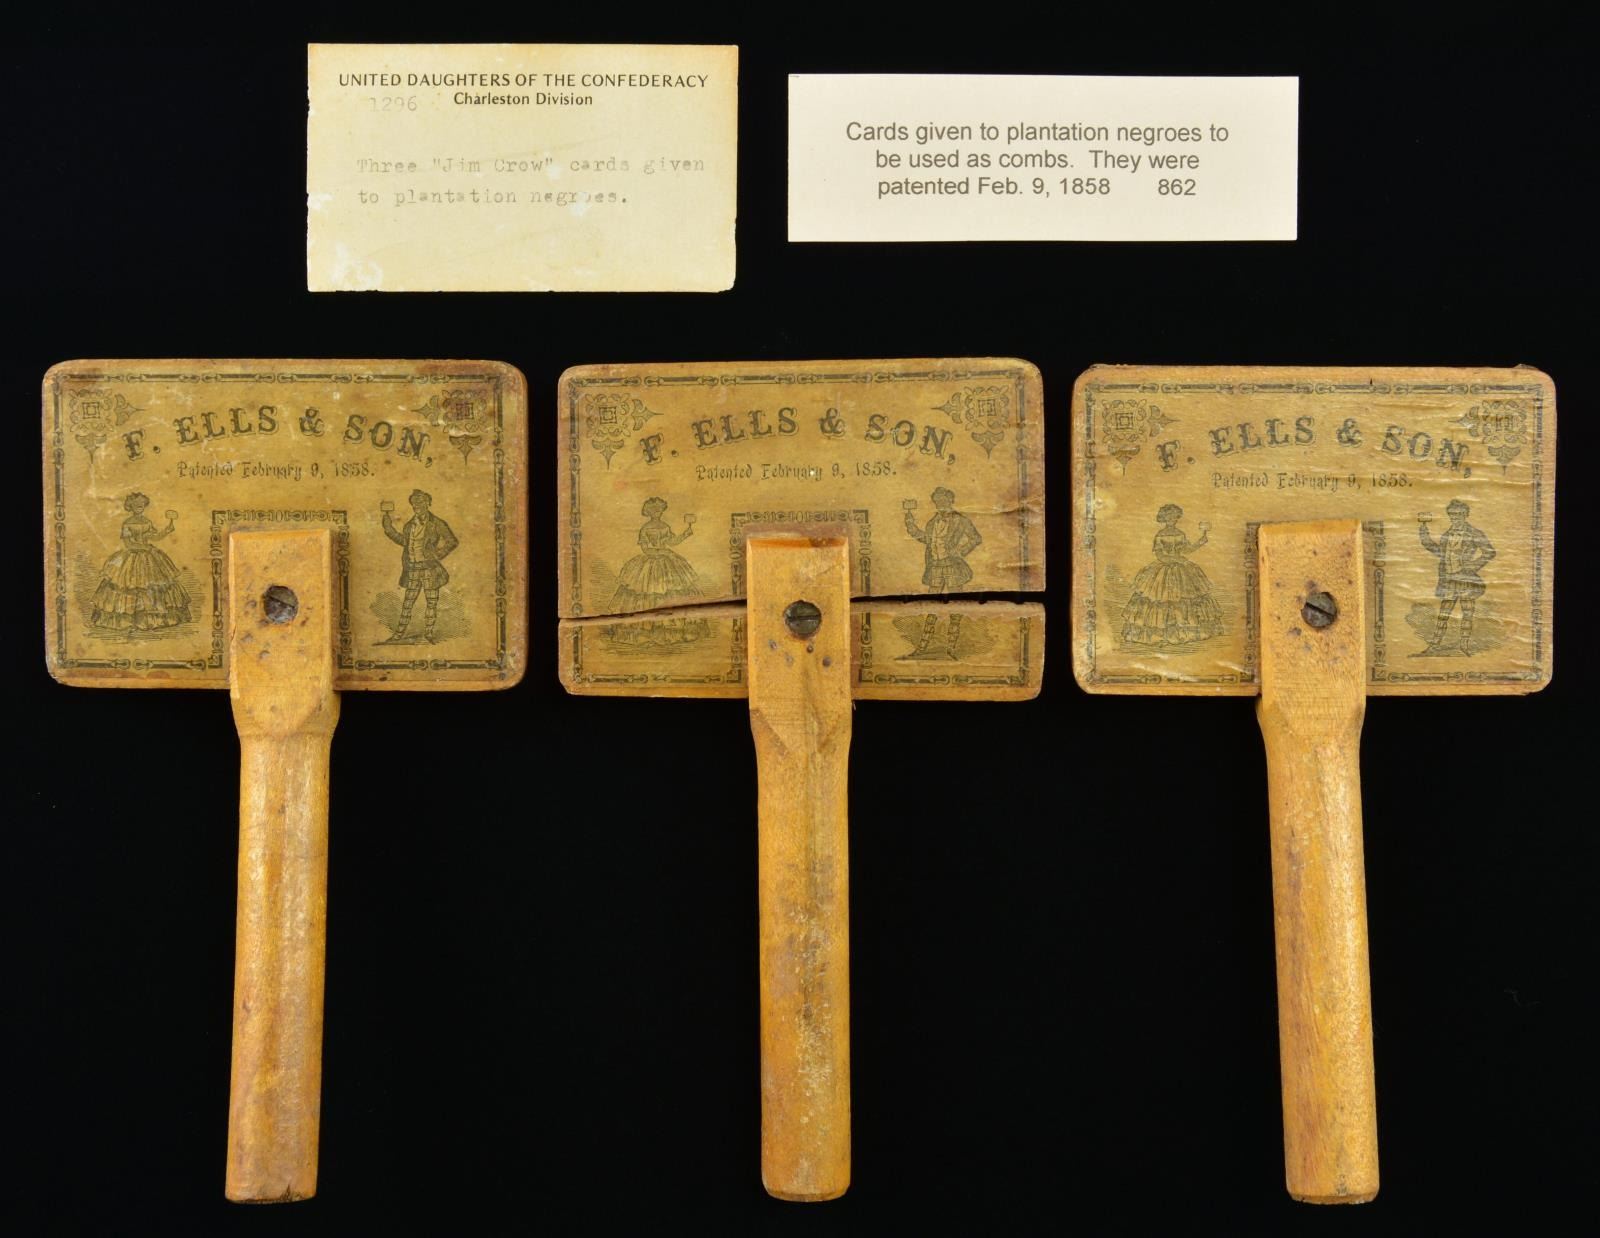 UNITED DAUGHTERS OF THE CONFEDERACY
1296 Charleston Division
Three "Jim Crow" cards given
to plantation negroes.
Cards given to plantation negroes to
be used as combs. They were
patented Feb. 9, 1858 862
F. ELLS & SON,
Patented February 9, 1858.
F. ELLS & SON,
Patented February 9, 1858.
F. ELLS & SON,
Patented February 9, 1858.